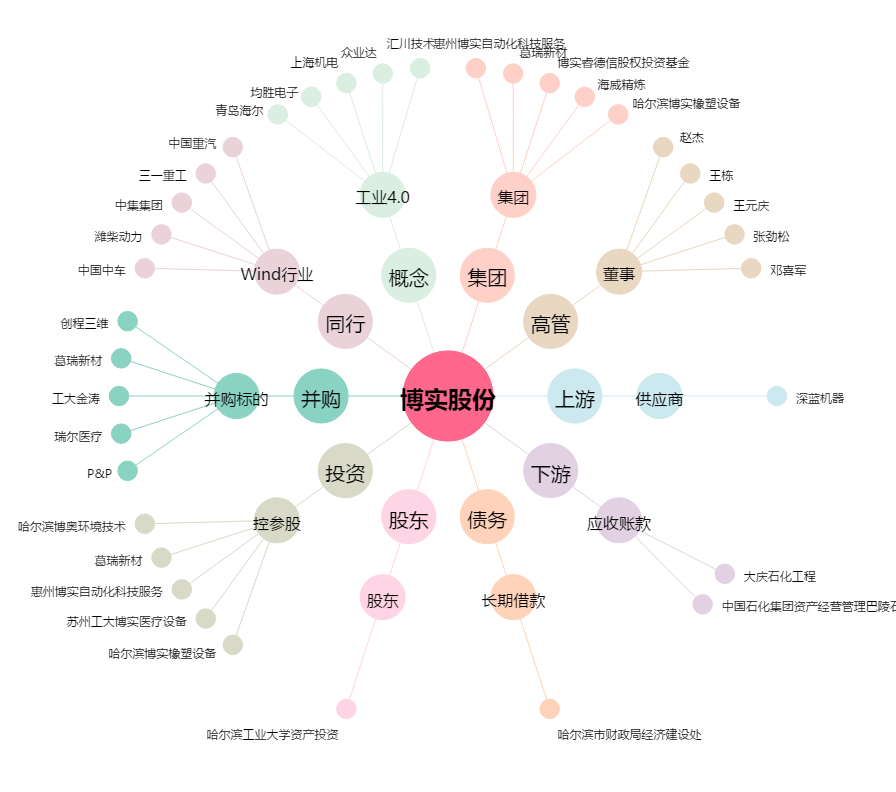 汇川技术
惠州博实自动化科技服务
众业达
葛瑞新材
上海机电
博实睿德信股权投资基金
均胜电子
海威精炼
青岛海尔
哈尔滨博实橡塑设备
中国重汽
赵杰
三一重工
王栋
工业4.0
集团
中集集团
王元庆
潍柴动力
张劲松
中国中车
Wind行业
概念
集团
董事
邓喜军
创程三维
同行
高管
葛瑞新材
工大金涛
并购标的
并购
博实股份
上游
供应商
深蓝机器
瑞尔医疗
P&P
投资
下游
哈尔滨博奥环境技术
控参股
股东
债务
应收账款
葛瑞新材
大庆石化工程
惠州博实自动化科技服务
股东
长期借款
中国石化集团资产经营管理巴陵石
苏州工大博实医疗设备
哈尔滨博实橡塑设备
哈尔滨工业大学资产投资
哈尔滨市财政局经济建设处